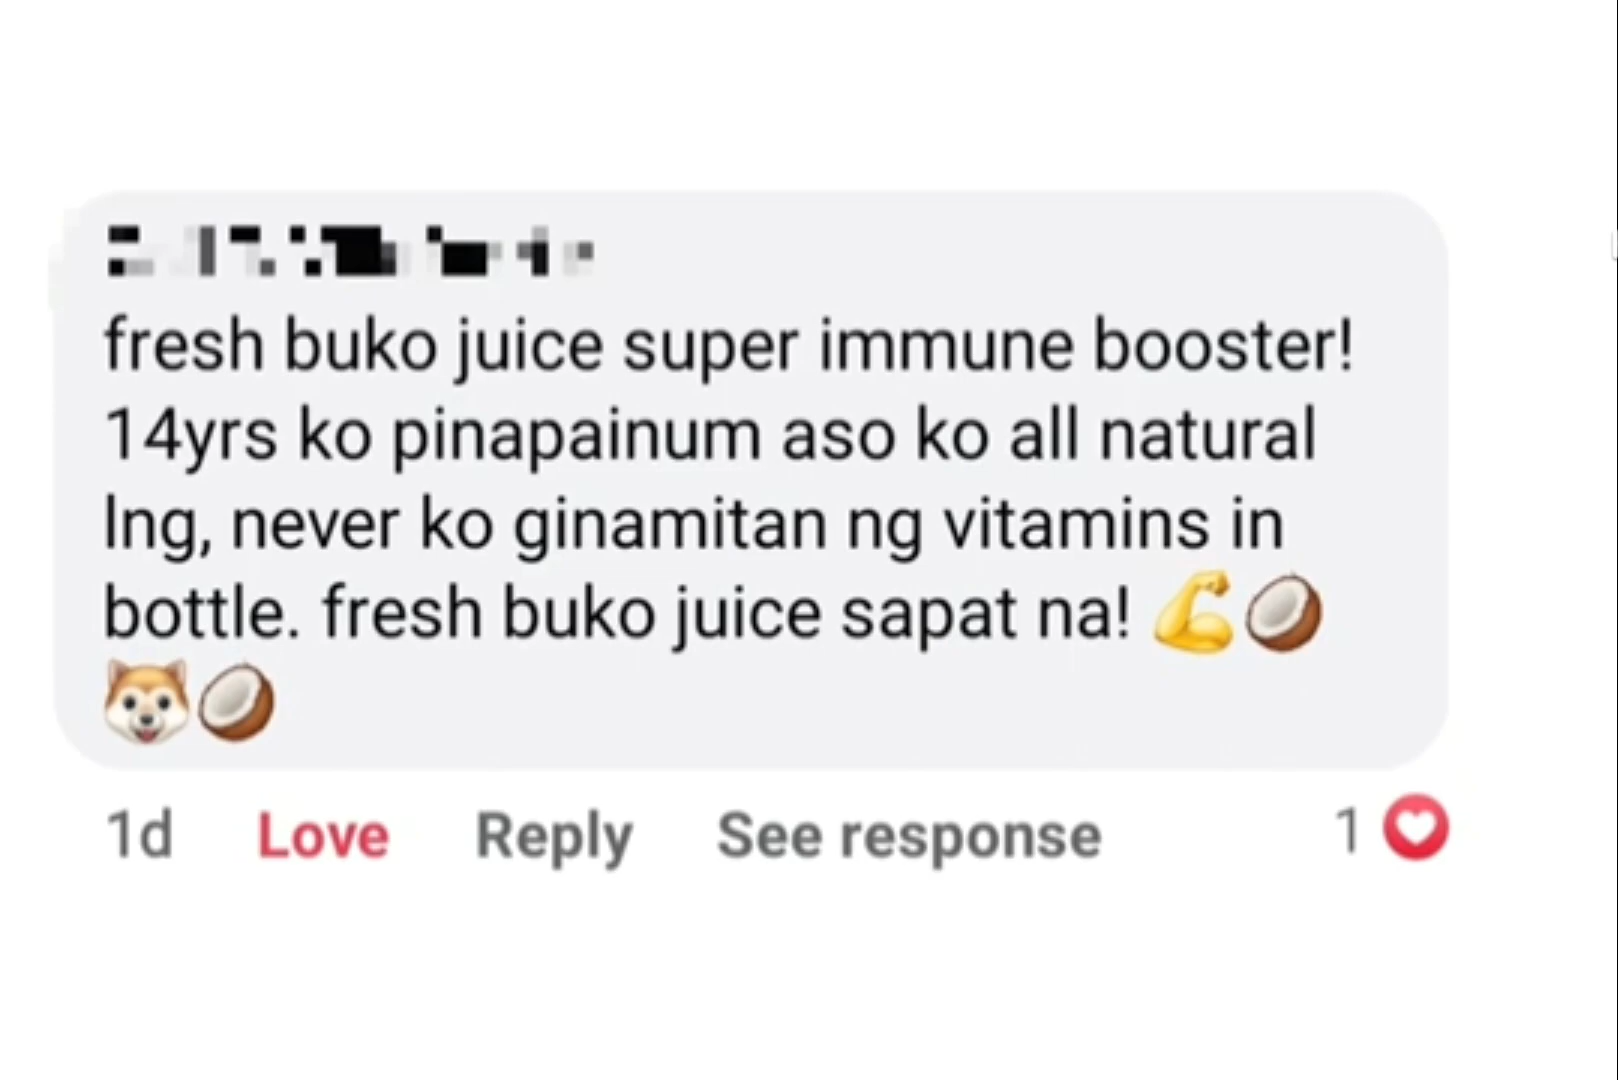 fresh buko juice super immune booster!
14yrs ko pinapainum aso ko all natural
lng, never ko ginamitan ng vitamins in
bottle. fresh buko juice sapat na! 💪🥥
🐶🥥
1d Love Reply See response 1